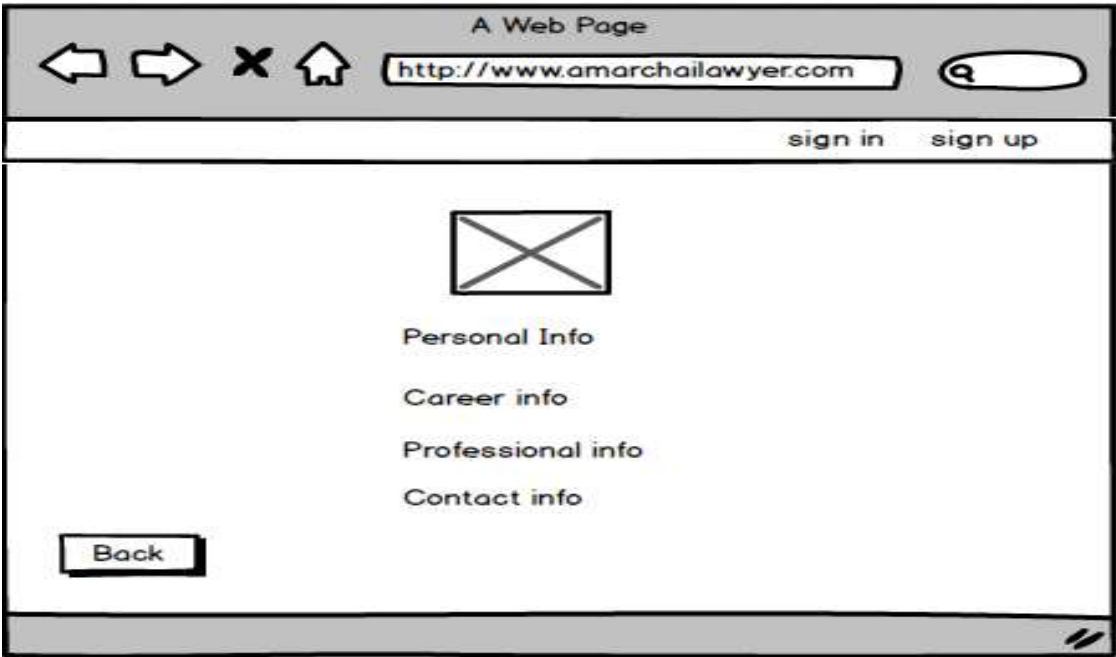 A Web Page
http://www.amarchailawyer.com
sign in sign up
Personal Info
Career info
Professional info
Contact info
Back